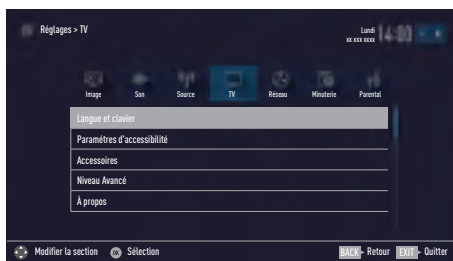 Réglages > TV
Lundi
xx xxx xxxx
14:00
Image Son Source TV Réseau Minuterie Parental
Langue et clavier
Paramétres d'accessibilité
Accessoires
Niveau Avancé
À propos
Modifier la section OK Sélection BACK Retour EXIT Quitter